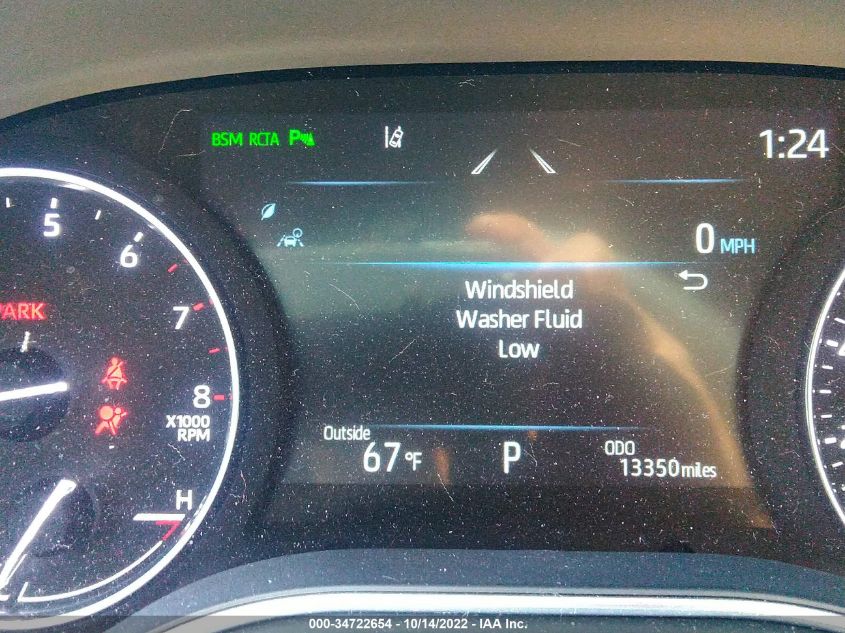 BSM RCTA P
1:24
5
6
7
8
X1000
RPM
PARK
H
0 MPH
Windshield
Washer Fluid
Low
Outside
67 °F
P
ODO
13350 miles
000-34722654 - 10/14/2022 - IAA Inc.